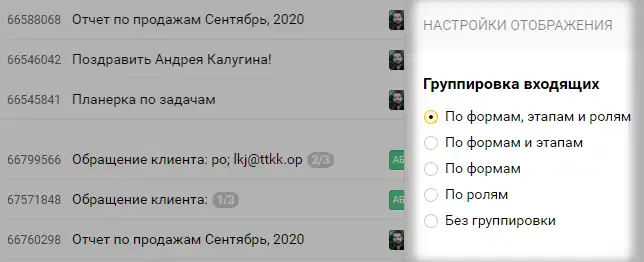 66588068 Отчет по продажам Сентябрь, 2020
66546042 Поздравить Андрея Калугина!
66545841 Планерка по задачам
66799566 Обращение клиента: po; lkj@ttkk.op 2/3 АБ
67571848 Обращение клиента: 1/3 АБ
66760298 Отчет по продажам Сентябрь, 2020
НАСТРОЙКИ ОТОБРАЖЕНИЯ
Группировка входящих
По формам, этапам и ролям
По формам и этапам
По формам
По ролям
Без группировки